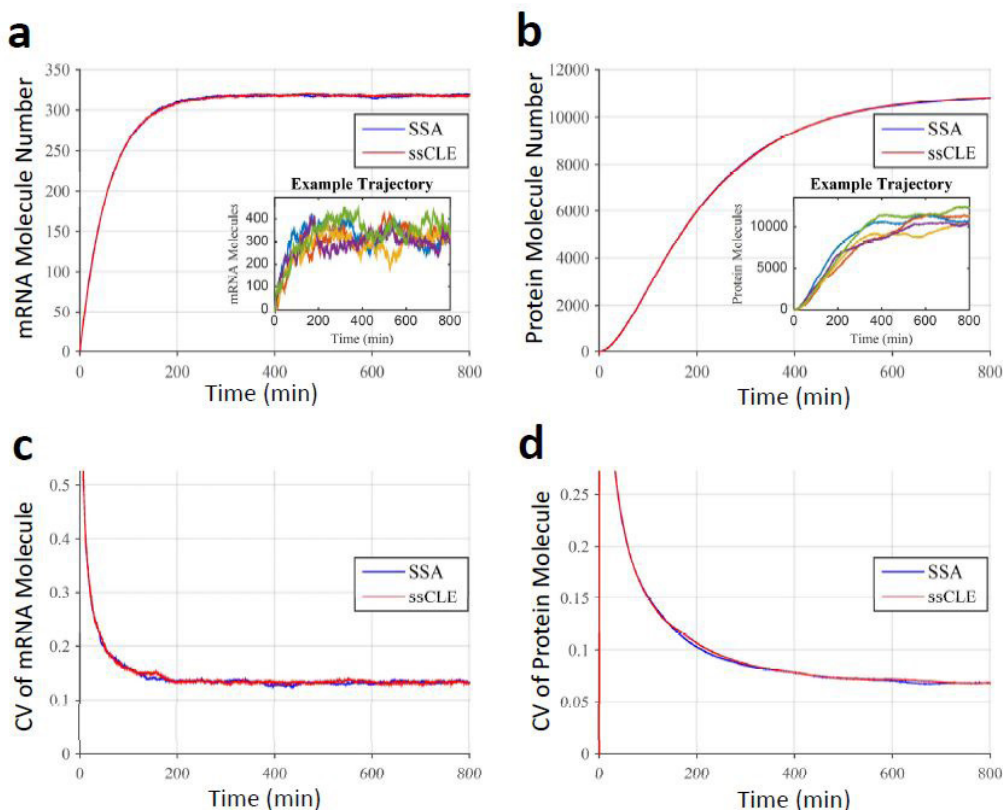 a
mRNA Molecule Number
350
300
250
200
150
100
50
0
0 200 400 600 800
Time (min)
SSA
ssCLE
Example Trajectory
mRNA Molecules
400
300
200
100
0
0 200 400 600 800
Time (min)
b
Protein Molecule Number
12000
10000
8000
6000
4000
2000
0
0 200 400 600 800
Time (min)
SSA
ssCLE
Example Trajectory
Protein Molecules
10000
5000
0
0 200 400 600 800
Time (min)
c
CV of mRNA Molecule
0.5
0.4
0.3
0.2
0.1
0
0 200 400 600 800
Time (min)
SSA
ssCLE
d
CV of Protein Molecule
0.25
0.2
0.15
0.1
0.05
0
0 200 400 600 800
Time (min)
SSA
ssCLE